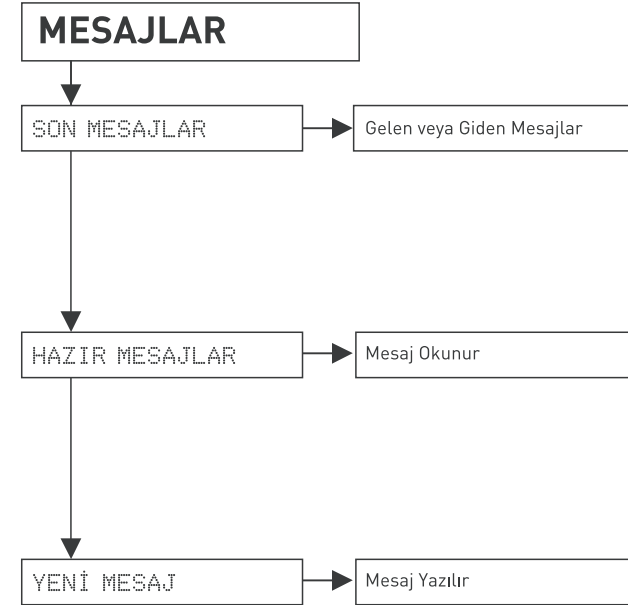 MESAJLAR
SON MESAJLAR
Gelen veya Giden Mesajlar
HAZIR MESAJLAR
Mesaj Okunur
YENİ MESAJ
Mesaj Yazılır